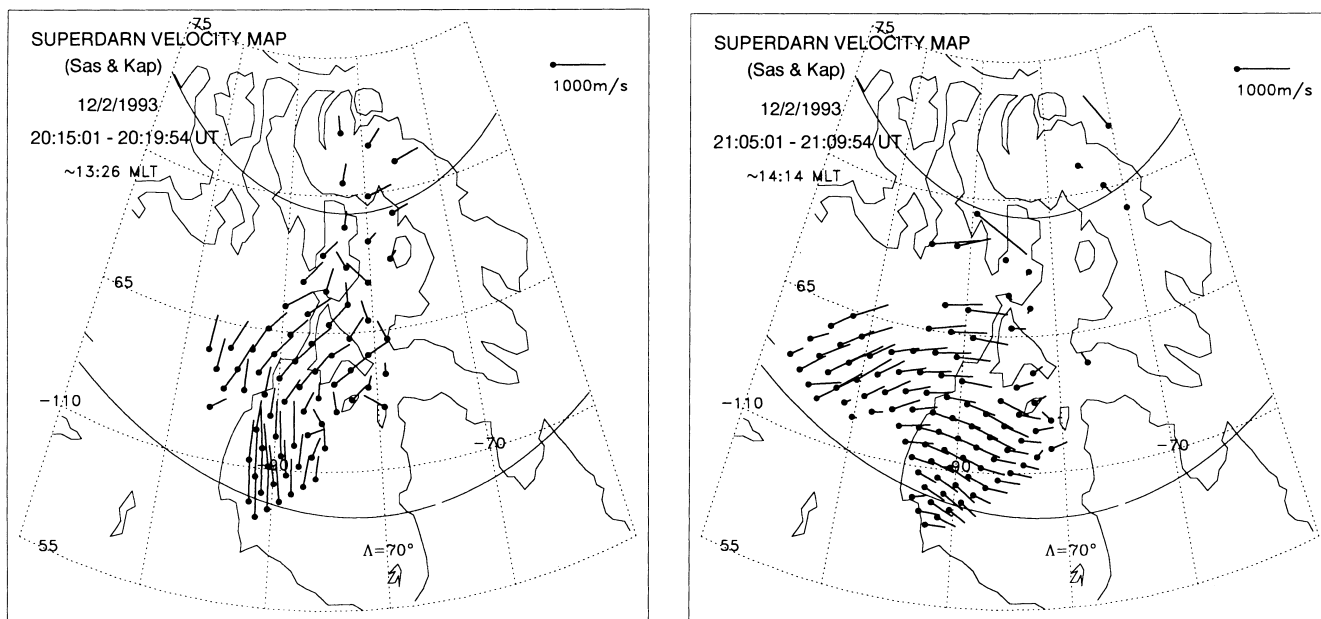 75
SUPERDARN VELOCITY MAP
(Sas & Kap)
1000m/s
12/2/1993
20:15:01 - 20:19:54 UT
~13:26 MLT
65
-110
-70
-90
55
Λ=70°
75
SUPERDARN VELOCITY MAP
(Sas & Kap)
1000m/s
12/2/1993
21:05:01 - 21:09:54 UT
~14:14 MLT
65
-110
-70
-90
55
Λ=70°